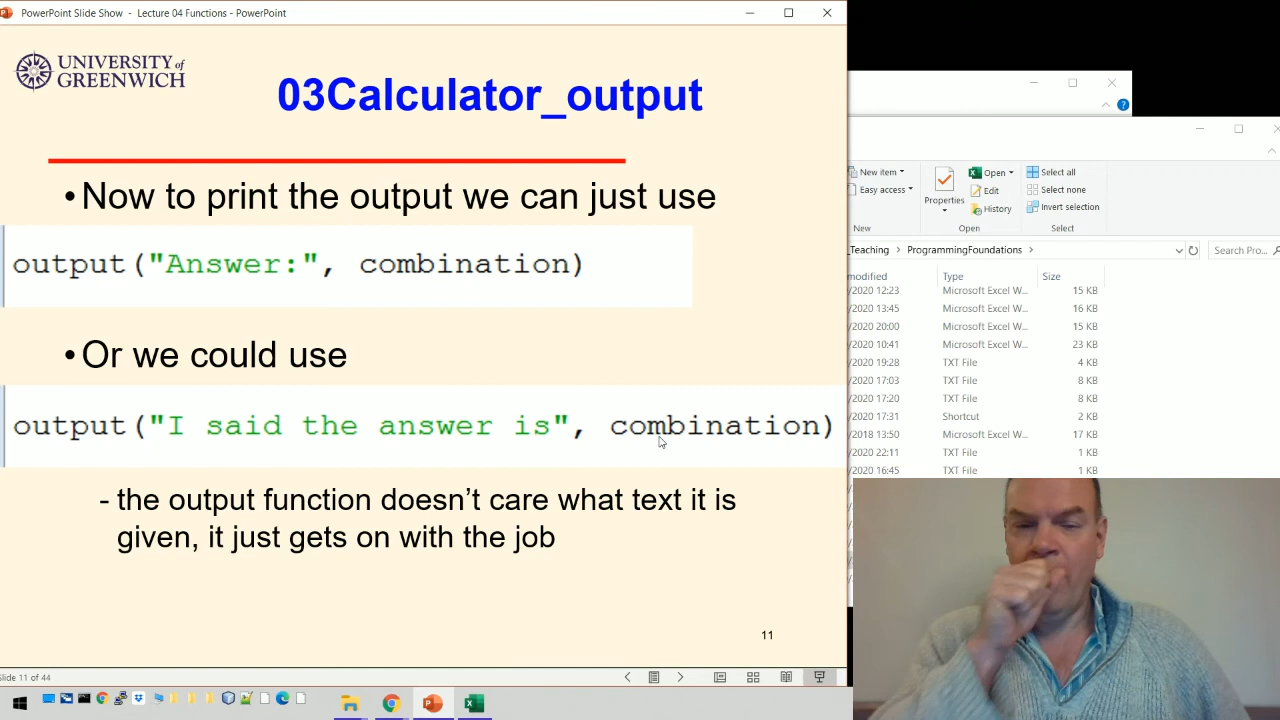 PowerPoint Slide Show - Lecture 04 Functions - PowerPoint
UNIVERSITY of
GREENWICH
03Calculator_output
•Now to print the output we can just use
output("Answer:", combination)
•Or we could use
output("I said the answer is", combination)
- the output function doesn't care what text it is
given, it just gets on with the job
11
Slide 11 of 44
New item
Easy access
New
Properties
Open
Edit
History
Open
Select all
Select none
Invert selection
Select
_Teaching > ProgrammingFoundations >
Search Pro...
modified Type Size
/2020 12:23 Microsoft Excel W... 15 KB
/2020 13:45 Microsoft Excel W... 16 KB
/2020 20:00 Microsoft Excel W... 15 KB
/2020 10:41 Microsoft Excel W... 23 KB
/2020 19:28 TXT File 4 KB
/2020 17:03 TXT File 8 KB
/2020 17:20 TXT File 8 KB
/2020 17:31 Shortcut 2 KB
/2018 13:50 Microsoft Excel W... 17 KB
/2020 22:11 TXT File 1 KB
/2020 16:45 TXT File 1 KB